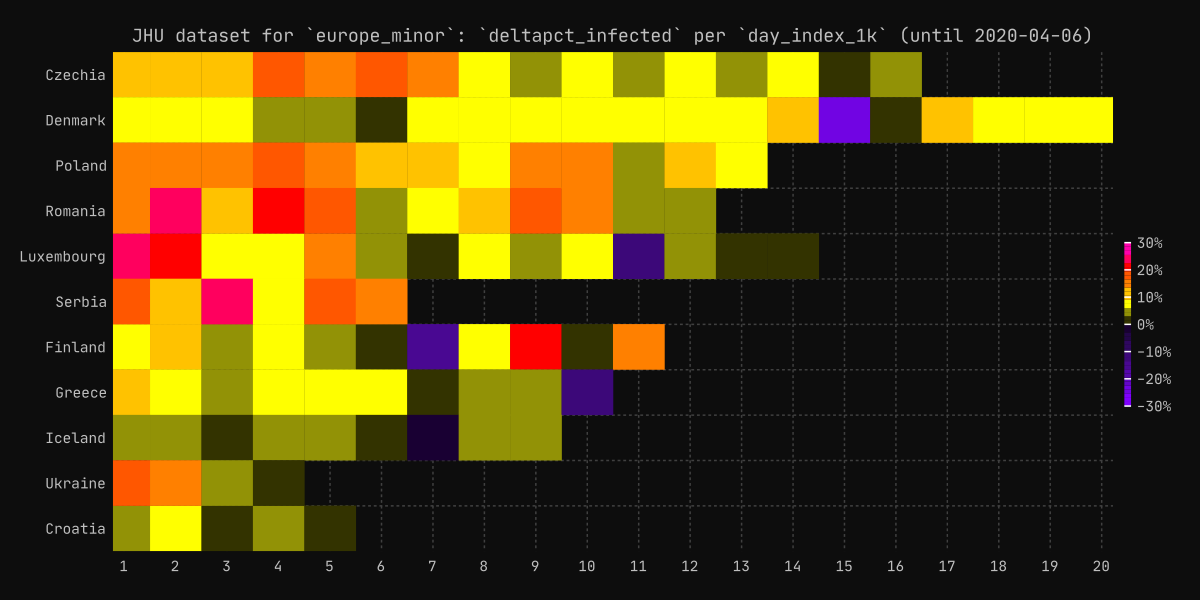 JHU dataset for `europe_minor`: `deltapct_infected` per `day_index_1k` (until 2020-04-06)
Czechia
Denmark
Poland
Romania
Luxembourg
Serbia
Finland
Greece
Iceland
Ukraine
Croatia
1 2 3 4 5 6 7 8 9 10 11 12 13 14 15 16 17 18 19 20
30%
20%
10%
0%
-10%
-20%
-30%